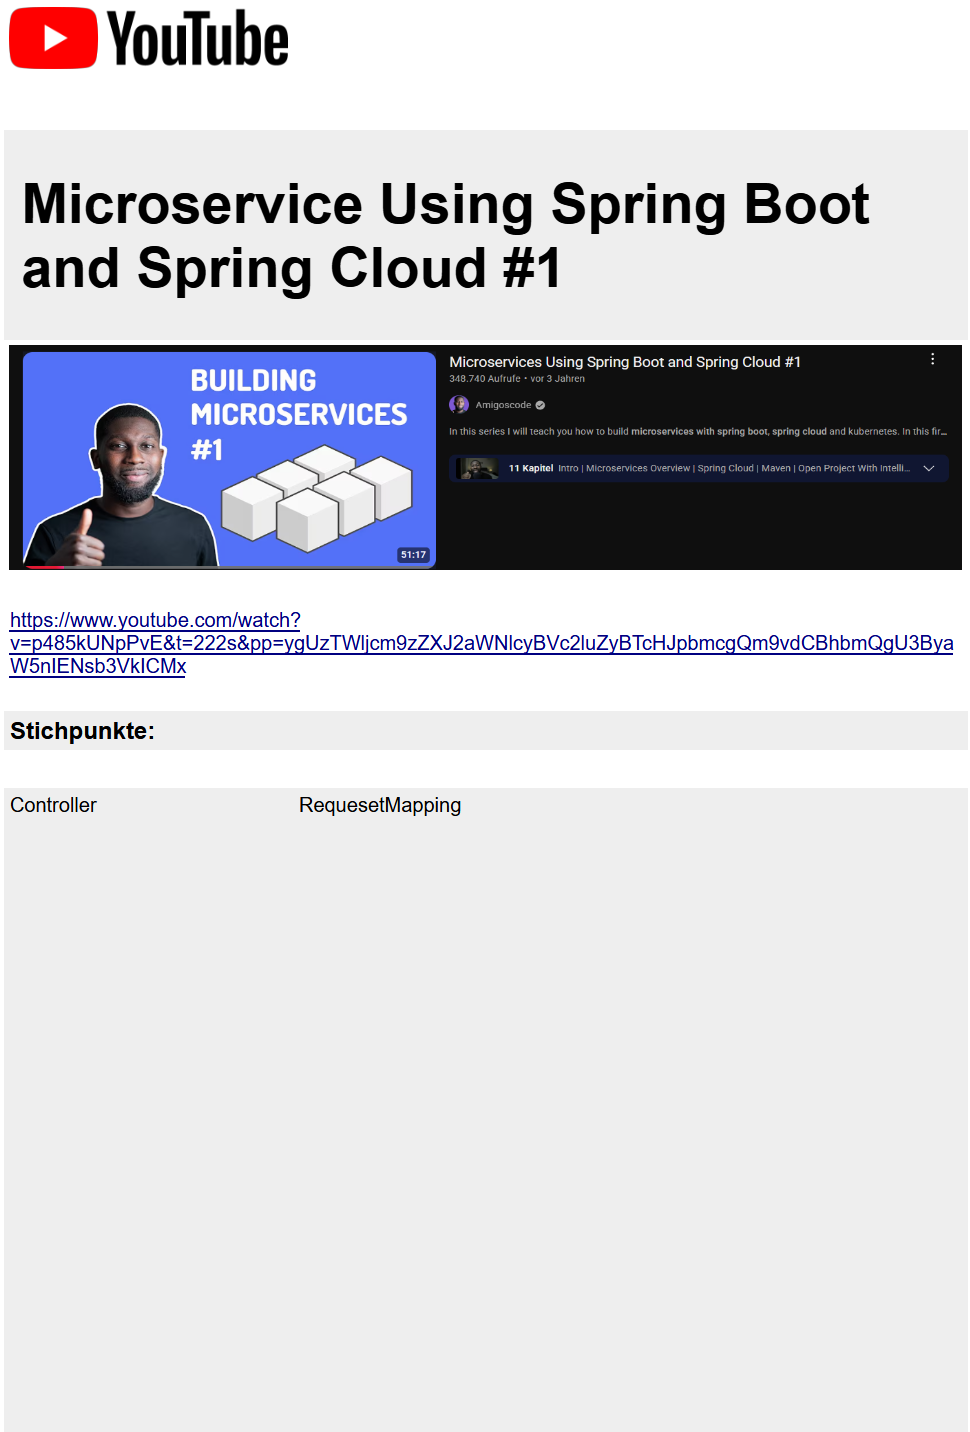 YouTube
Microservice Using Spring Boot
and Spring Cloud #1
BUILDING
MICROSERVICES
#1
51:17
Microservices Using Spring Boot and Spring Cloud #1
348.740 Aufrufe • vor 3 Jahren
Amigoscode
In this series I will teach you how to build microservices with spring boot, spring cloud and kubernetes. In this fir...
11 Kapitel Intro | Microservices Overview | Spring Cloud | Maven | Open Project With Intelli...
https://www.youtube.com/watch?
v=p485kUNpPvE&t=222s&pp=ygUzTWljcm9zZXJ2aWNlcyBVc2luZyBTcHJpbmcgQm9vdCBhbmQgU3Bya
W5nIENsb3VkICMx
Stichpunkte:
Controller RequesetMapping